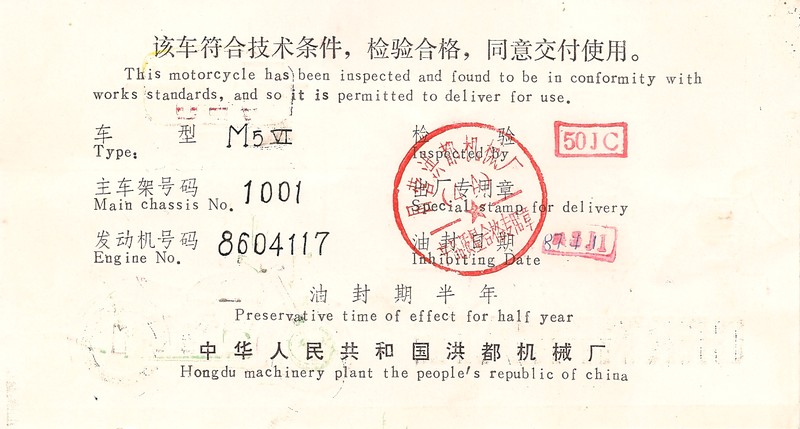 该车符合技术条件，检验合格，同意交付使用。
This motorcycle has been inspected and found to be in conformity with
works standards, and so it is permitted to deliver for use.
车 型 M5Ⅵ 检 验 50JC
Type: Inspected by
主车架号码 1001 出厂专用章
Main chassis No. Special stamp for delivery
发动机号码 8604117 油封日期
Engine No. Inhibiting Date
洪都机械厂
油封期半年
Preservative time of effect for half year
中华人民共和国洪都机械厂
Hongdu machinery plant the people's republic of china